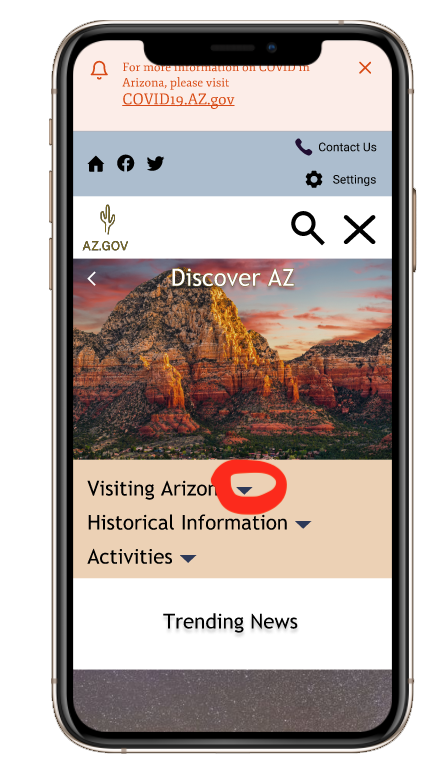 For more information on COVID in
Arizona, please visit
COVID19.AZ.gov
Contact Us
Settings
AZ.GOV
Discover AZ
Visiting Arizon
Historical Information
Activities
Trending News